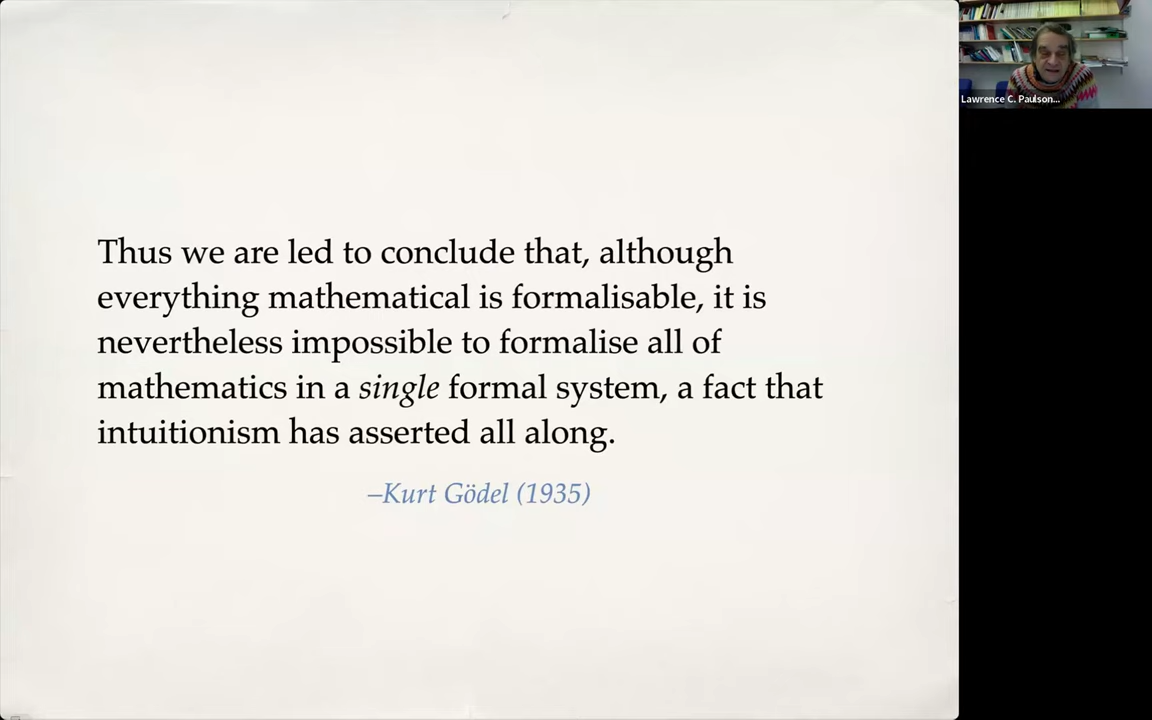 Thus we are led to conclude that, although
everything mathematical is formalisable, it is
nevertheless impossible to formalise all of
mathematics in a single formal system, a fact that
intuitionism has asserted all along.
–Kurt Gödel (1935)
Lawrence C. Paulson...